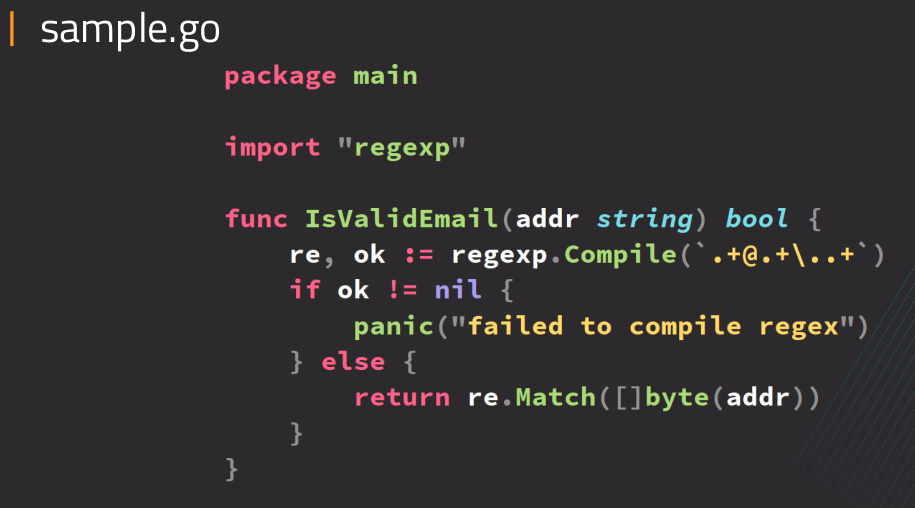 sample.go
package main
import "regexp"
func IsValidEmail(addr string) bool {
    re, ok := regexp.Compile(`.+@.+\..+`)
    if ok != nil {
        panic("failed to compile regex")
    } else {
        return re.Match([]byte(addr))
    }
}